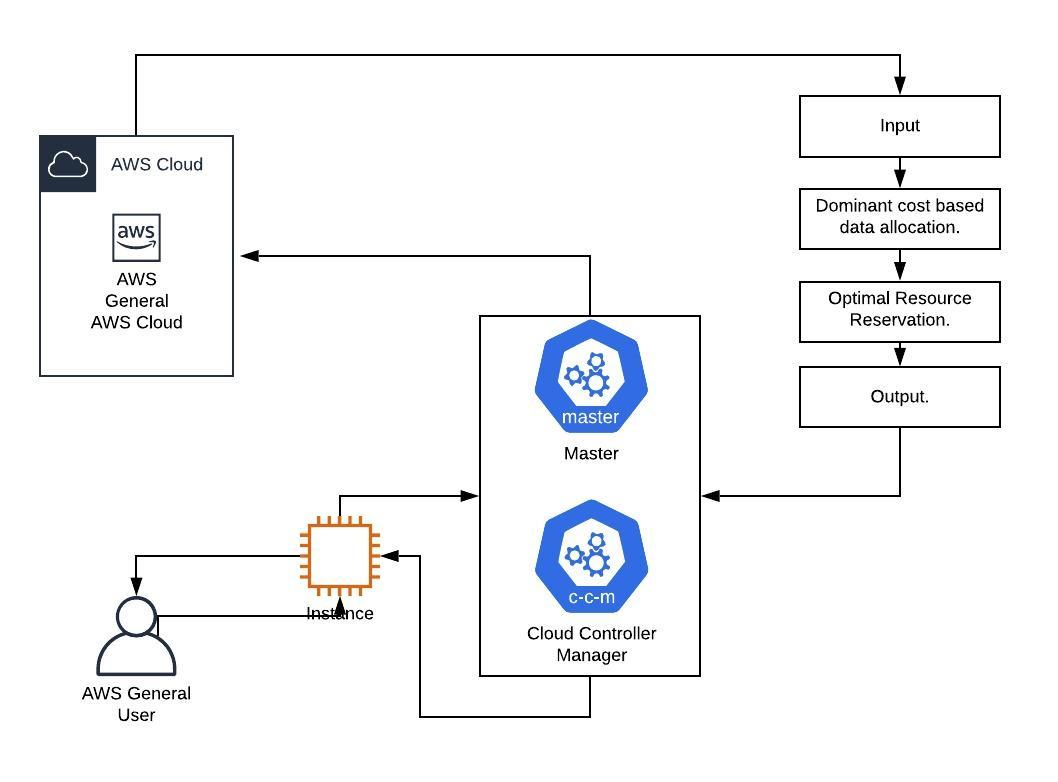 Input
AWS Cloud
Dominant cost based
data allocation.
aws
AWS
General
AWS Cloud
Optimal Resource
Reservation.
Output.
master
Master
c-c-m
Cloud Controller
Manager
Instance
AWS General
User